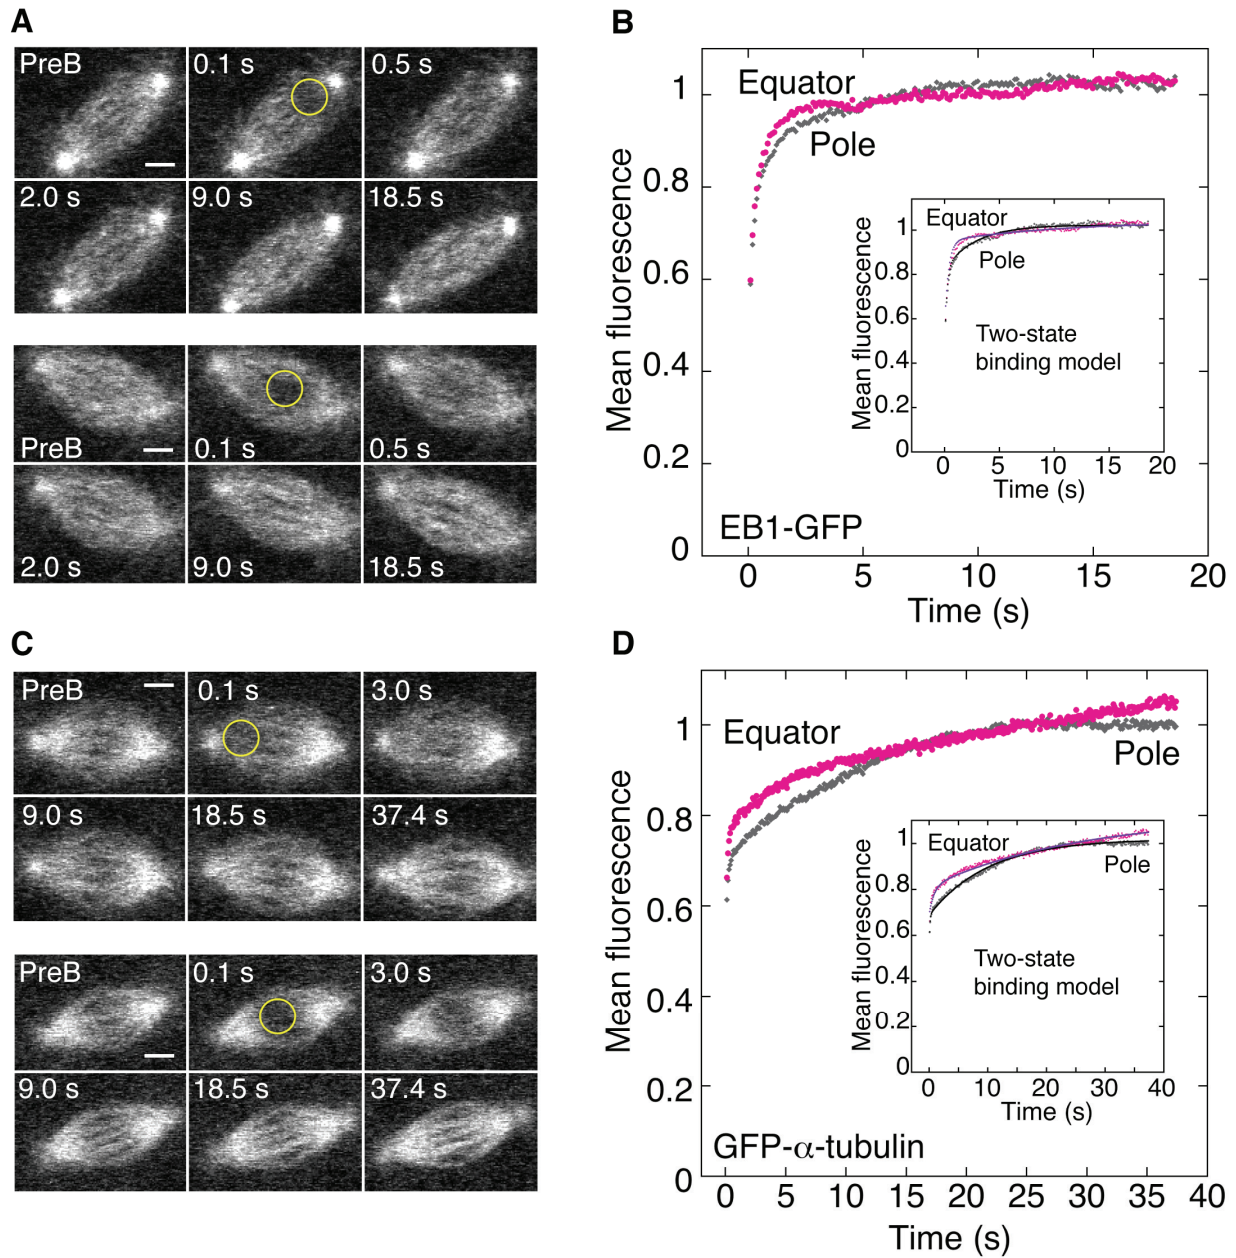 A
PreB
0.1 s
0.5 s
2.0 s
9.0 s
18.5 s
PreB
0.1 s
0.5 s
2.0 s
9.0 s
18.5 s
B
Mean fluorescence
1
0.8
0.6
0.4
0.2
0
Equator
Pole
EB1-GFP
0 5 10 15 20
Time (s)
Mean fluorescence
1
0.8
0.6
0.4
0.2
0
Equator
Pole
Two-state
binding model
0 5 10 15 20
Time (s)
C
PreB
0.1 s
3.0 s
9.0 s
18.5 s
37.4 s
PreB
0.1 s
3.0 s
9.0 s
18.5 s
37.4 s
D
Mean fluorescence
1
0.8
0.6
0.4
0.2
0
Equator
Pole
GFP-α-tubulin
0 5 10 15 20 25 30 35 40
Time (s)
Mean fluorescence
1
0.8
0.6
0.4
0.2
0
Equator
Pole
Two-state
binding model
0 10 20 30 40
Time (s)